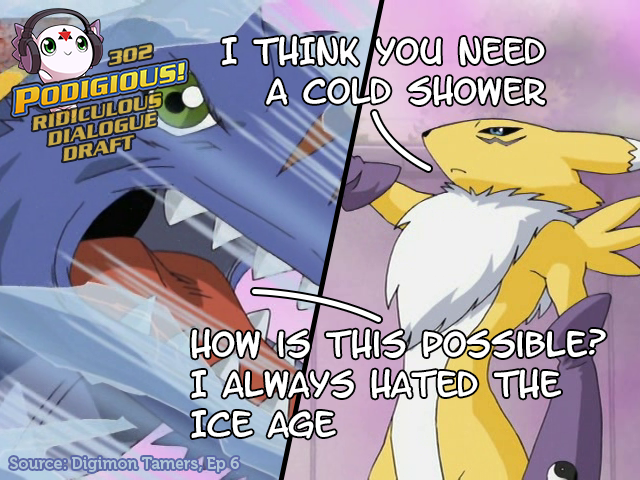 302
PODIGIOUS!
RIDICULOUS
DIALOGUE
DRAFT
I THINK YOU NEED
A COLD SHOWER
HOW IS THIS POSSIBLE?
I ALWAYS HATED THE
ICE AGE
Source: Digimon Tamers, Ep 6